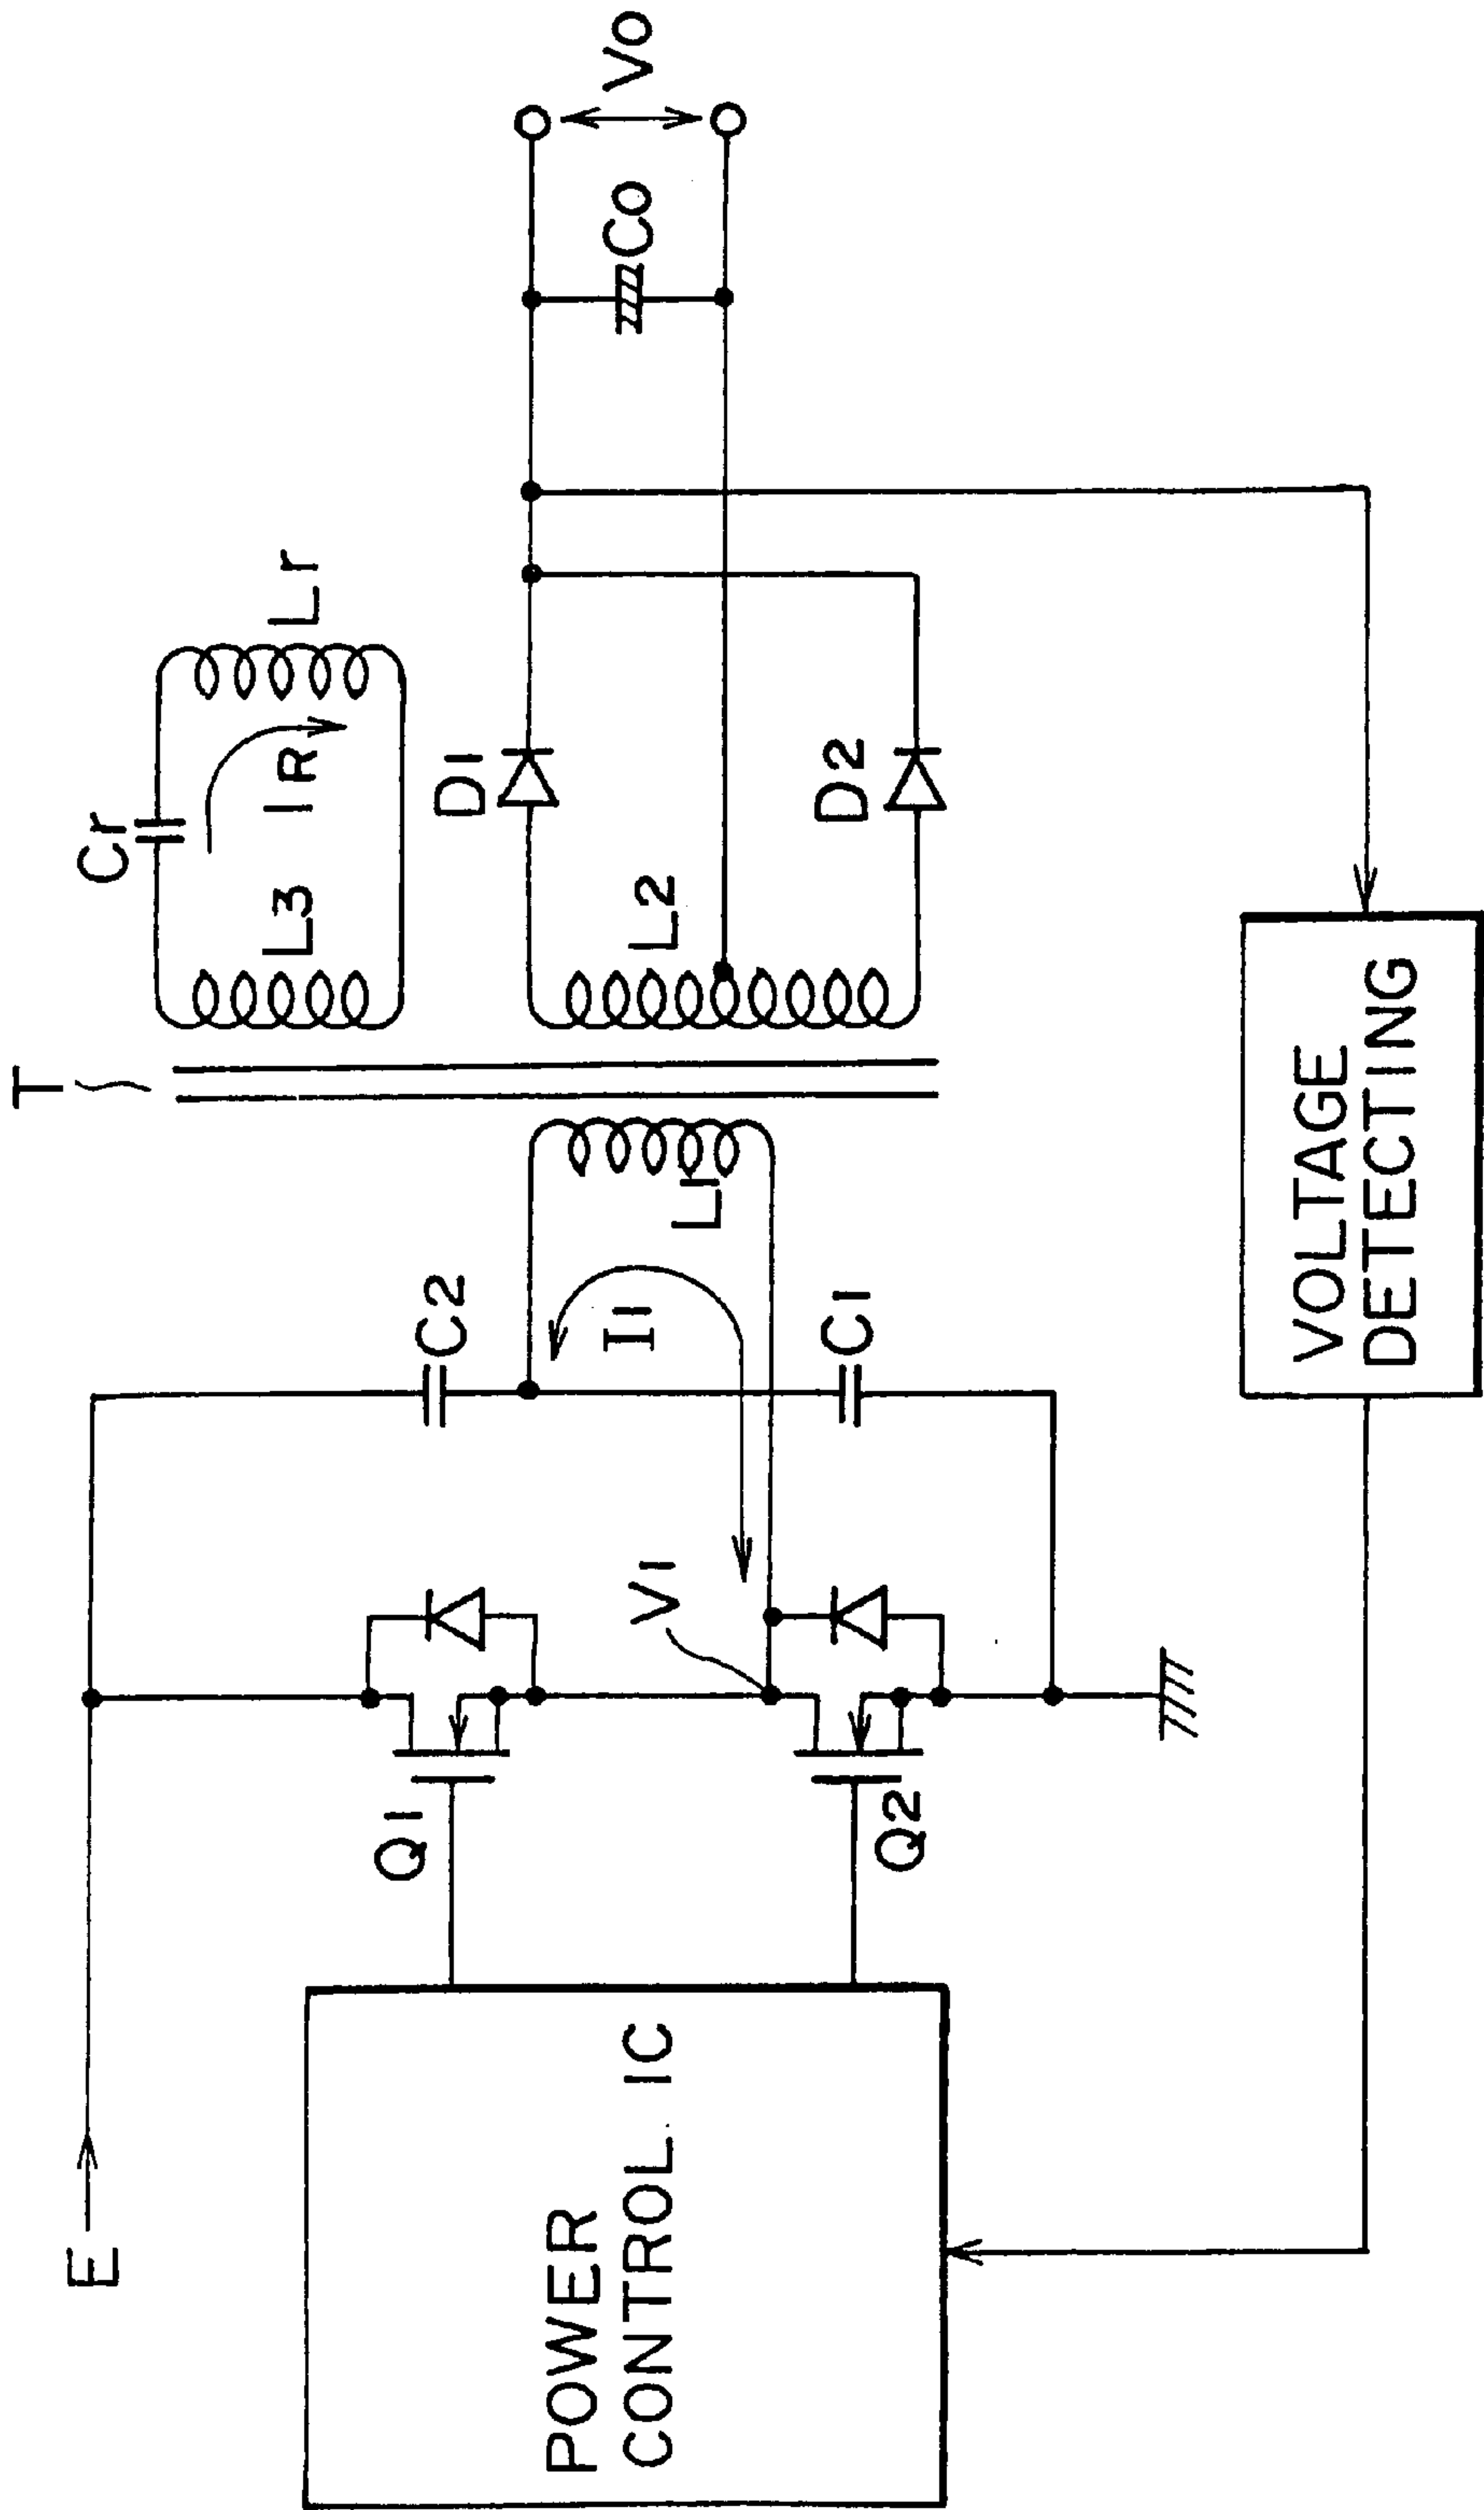 E
T
Cr
Lr
L3
IR
C2
D1
Vo
Q1
L2
Co
I1
V1
L1
POWER
CONTROL IC
C1
D2
Q2
VOLTAGE
DETECTING